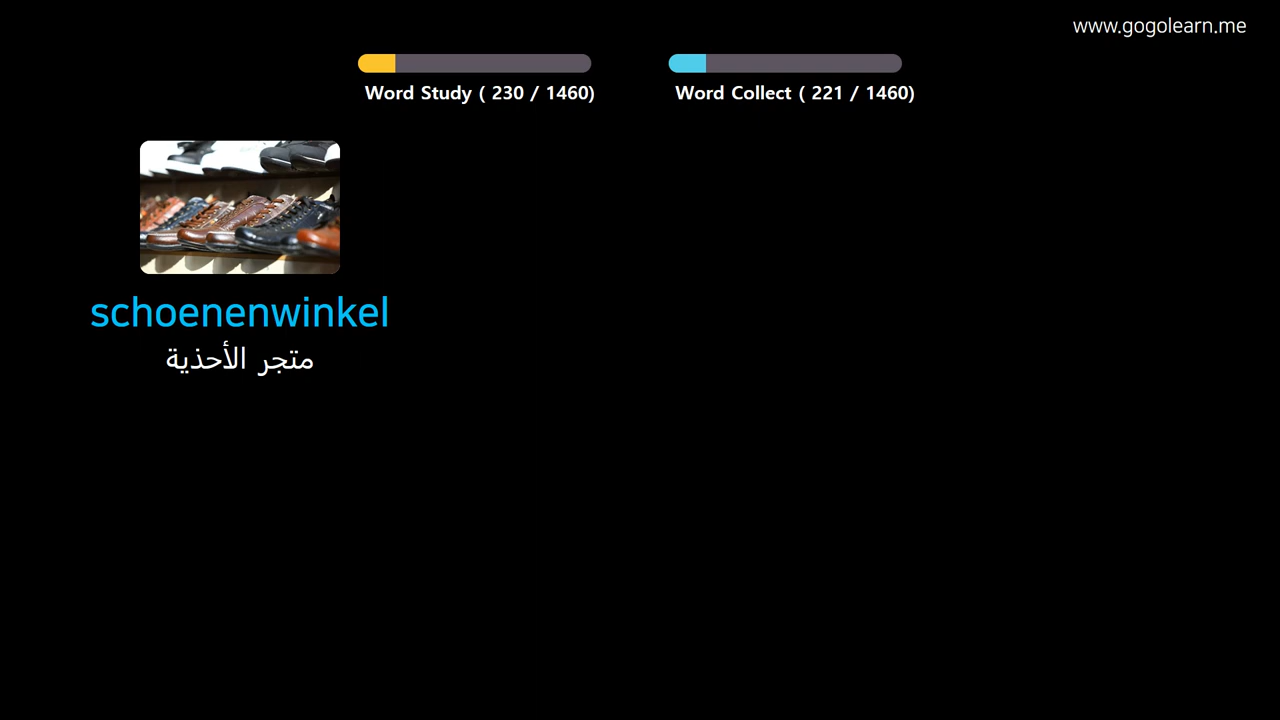 www.gogolearn.me
Word Study ( 230 / 1460)
Word Collect ( 221 / 1460)
schoenenwinkel
متجر الأحذية